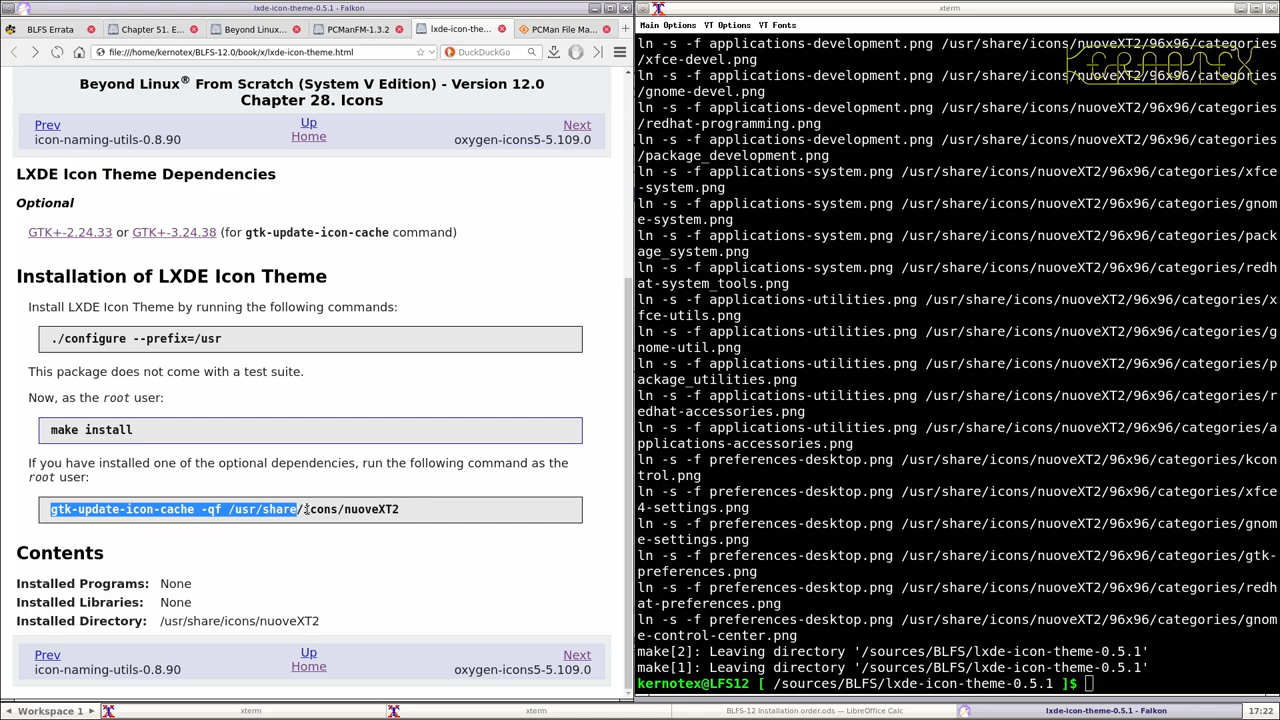 lxde-icon-theme-0.5.1 - Falkon
BLFS Errata
Chapter 51. E...
Beyond Linux...
PCManFM-1.3.2
lxde-icon-the...
PCMan File Ma...
file:///home/kernotex/BLFS-12.0/book/x/lxde-icon-theme.html
DuckDuckGo
Beyond Linux® From Scratch (System V Edition) - Version 12.0
Chapter 28. Icons
Prev
icon-naming-utils-0.8.90
Up
Home
Next
oxygen-icons5-5.109.0
LXDE Icon Theme Dependencies
Optional
GTK+-2.24.33 or GTK+-3.24.38 (for gtk-update-icon-cache command)
Installation of LXDE Icon Theme
Install LXDE Icon Theme by running the following commands:
./configure --prefix=/usr
This package does not come with a test suite.
Now, as the root user:
make install
If you have installed one of the optional dependencies, run the following command as the
root user:
gtk-update-icon-cache -qf /usr/share/icons/nuoveXT2
Contents
Installed Programs: None
Installed Libraries: None
Installed Directory: /usr/share/icons/nuoveXT2
Prev
icon-naming-utils-0.8.90
Up
Home
Next
oxygen-icons5-5.109.0
xterm
Main Options VT Options VT Fonts
KERNOTEX
ln -s -f applications-development.png /usr/share/icons/nuoveXT2/96x96/categories
/xfce-devel.png
ln -s -f applications-development.png /usr/share/icons/nuoveXT2/96x96/categories
/gnome-devel.png
ln -s -f applications-development.png /usr/share/icons/nuoveXT2/96x96/categories
/redhat-programming.png
ln -s -f applications-development.png /usr/share/icons/nuoveXT2/96x96/categories
/package_development.png
ln -s -f applications-system.png /usr/share/icons/nuoveXT2/96x96/categories/xfce
-system.png
ln -s -f applications-system.png /usr/share/icons/nuoveXT2/96x96/categories/gnom
e-system.png
ln -s -f applications-system.png /usr/share/icons/nuoveXT2/96x96/categories/pack
age_system.png
ln -s -f applications-system.png /usr/share/icons/nuoveXT2/96x96/categories/redh
at-system_tools.png
ln -s -f applications-utilities.png /usr/share/icons/nuoveXT2/96x96/categories/x
fce-utils.png
ln -s -f applications-utilities.png /usr/share/icons/nuoveXT2/96x96/categories/g
nome-util.png
ln -s -f applications-utilities.png /usr/share/icons/nuoveXT2/96x96/categories/p
ackage_utilities.png
ln -s -f applications-utilities.png /usr/share/icons/nuoveXT2/96x96/categories/r
edhat-accessories.png
ln -s -f applications-utilities.png /usr/share/icons/nuoveXT2/96x96/categories/a
pplications-accessories.png
ln -s -f preferences-desktop.png /usr/share/icons/nuoveXT2/96x96/categories/kcon
trol.png
ln -s -f preferences-desktop.png /usr/share/icons/nuoveXT2/96x96/categories/xfce
4-settings.png
ln -s -f preferences-desktop.png /usr/share/icons/nuoveXT2/96x96/categories/gnom
e-settings.png
ln -s -f preferences-desktop.png /usr/share/icons/nuoveXT2/96x96/categories/gtk-
preferences.png
ln -s -f preferences-desktop.png /usr/share/icons/nuoveXT2/96x96/categories/redh
at-preferences.png
ln -s -f preferences-desktop.png /usr/share/icons/nuoveXT2/96x96/categories/gnom
e-control-center.png
make[2]: Leaving directory '/sources/BLFS/lxde-icon-theme-0.5.1'
make[1]: Leaving directory '/sources/BLFS/lxde-icon-theme-0.5.1'
kernotex@LFS12 [ /sources/BLFS/lxde-icon-theme-0.5.1 ]$
Workspace 1
xterm
xterm
BLFS-12 Installation order.ods — LibreOffice Calc
lxde-icon-theme-0.5.1 - Falkon
17:22